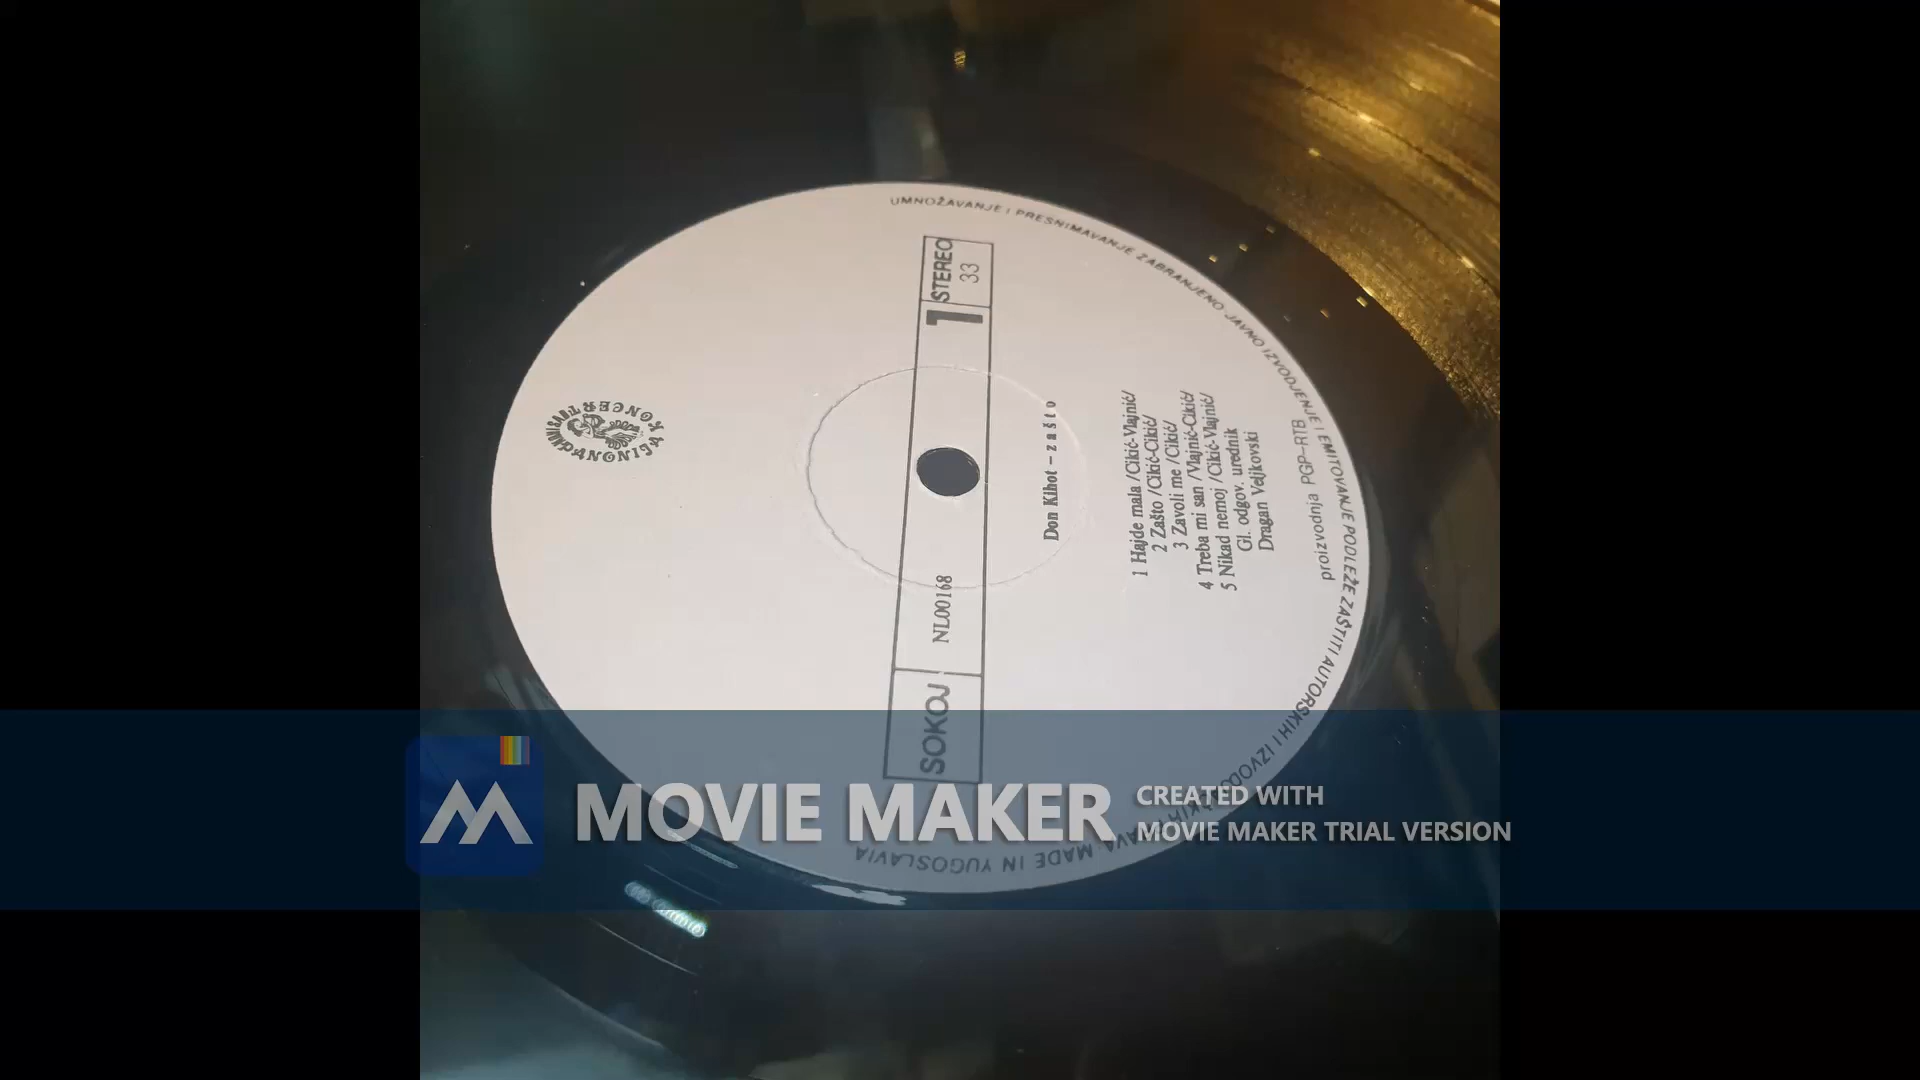 UMNOŽAVANJE I PRESNIMAVANJE ZABRANJENO JAVNO IZVODJENJE I EMITOVANJE PODLEŽE ZAŠTITI AUTORSKIH I IZVODJAČKIH PRAVA, MADE IN YUGOSLAVIA
PANONIJA KONCERT
STEREO
33
1
NL00168
SOKOJ
Don Kihot – zašto
1 Hajde mala /Cikić-Vlajnić/
2 Zašto /Cikić-Cikić/
3 Zavoli me /Cikić/
4 Treba mi san /Vlajnić-Cikić/
5 Nikad nemoj /Cikić-Vlajnić/
Gl. odgov. urednik
Dragan Veljkovski
proizvodnja PGP-RTB
MOVIE MAKER
CREATED WITH
MOVIE MAKER TRIAL VERSION